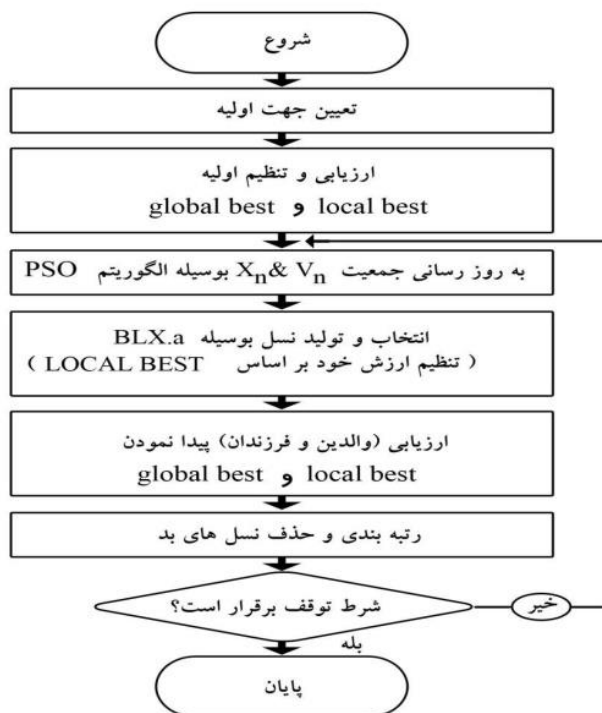 شروع
تعیین جهت اولیه
ارزیابی و تنظیم اولیه
global best و local best
به روز رسانی جمعیت Xn& Vn بوسیله الگوریتم PSO
انتخاب و تولید نسل بوسیله BLX.a
( تنظیم ارزش خود بر اساس LOCAL BEST )
ارزیابی (والدین و فرزندان) پیدا نمودن
global best و local best
رتبه بندی و حذف نسل های بد
شرط توقف برقرار است؟
خیر
بله
پایان